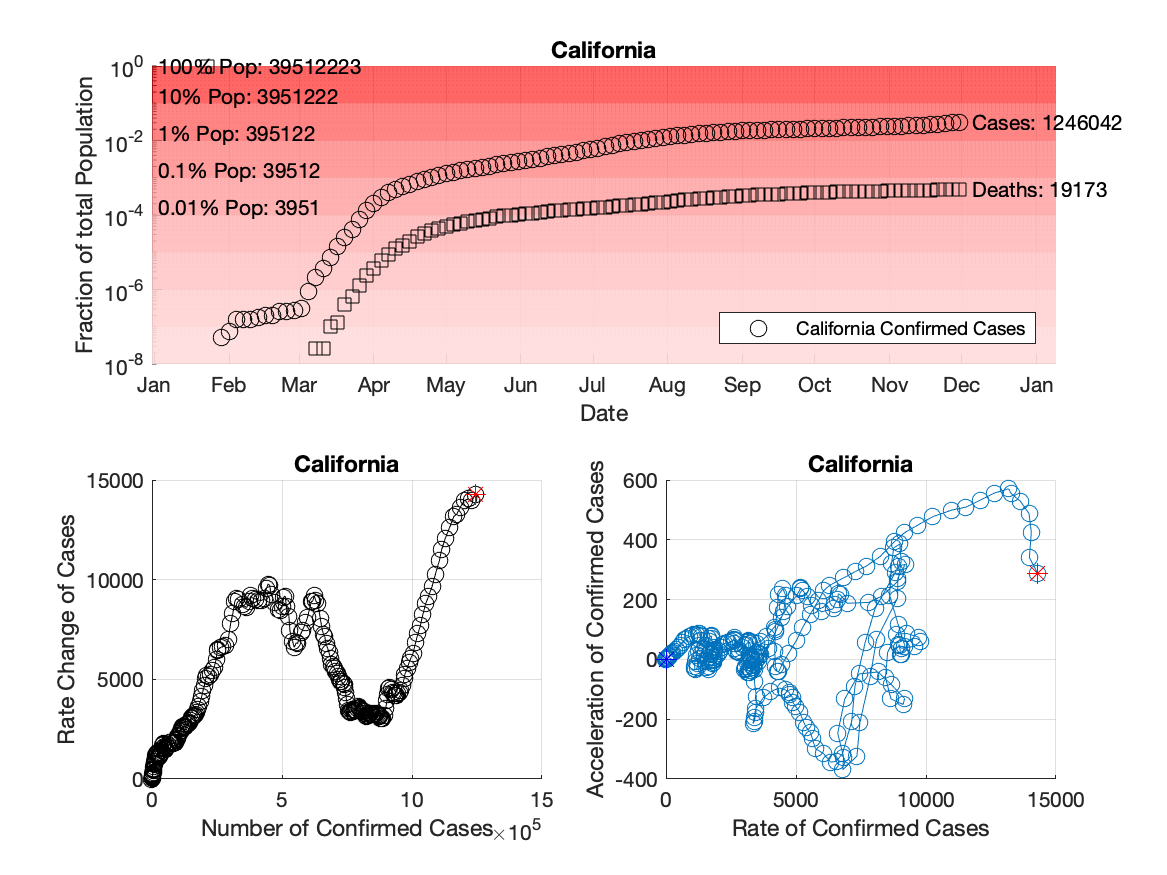 California
10^0
100% Pop: 39512223
10% Pop: 3951222
10^-2
1% Pop: 395122
Cases: 1246042
0.1% Pop: 39512
Deaths: 19173
10^-4
0.01% Pop: 3951
10^-6
10^-8
Fraction of total Population
California Confirmed Cases
Jan Feb Mar Apr May Jun Jul Aug Sep Oct Nov Dec Jan
Date
California
15000
10000
5000
0
Rate Change of Cases
0 5 10 15
Number of Confirmed Cases ×10^5
California
600
400
200
0
-200
-400
Acceleration of Confirmed Cases
0 5000 10000 15000
Rate of Confirmed Cases